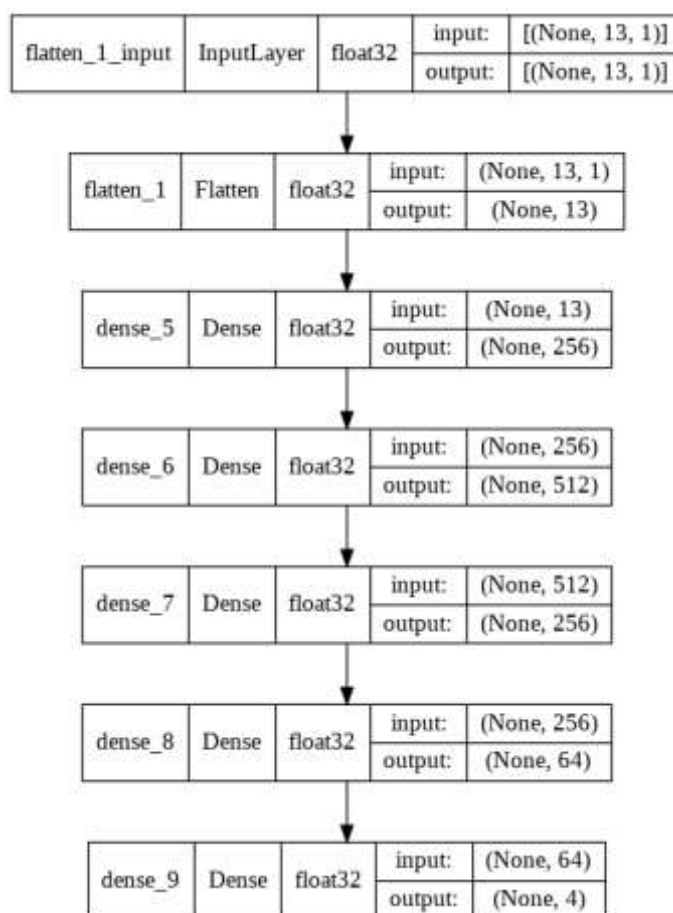 flatten_1_input InputLayer float32 input: [(None, 13, 1)]
output: [(None, 13, 1)]
flatten_1 Flatten float32 input: (None, 13, 1)
output: (None, 13)
dense_5 Dense float32 input: (None, 13)
output: (None, 256)
dense_6 Dense float32 input: (None, 256)
output: (None, 512)
dense_7 Dense float32 input: (None, 512)
output: (None, 256)
dense_8 Dense float32 input: (None, 256)
output: (None, 64)
dense_9 Dense float32 input: (None, 64)
output: (None, 4)